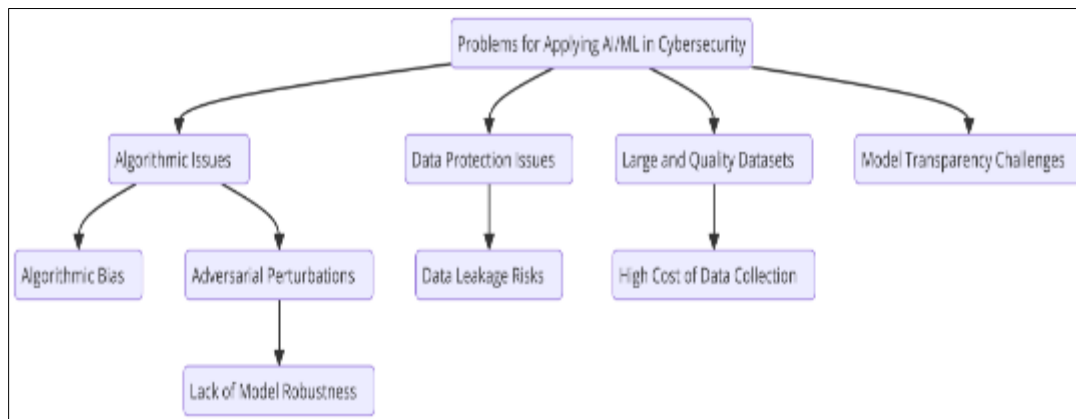 Problems for Applying AI/ML in Cybersecurity
Algorithmic Issues
Data Protection Issues
Large and Quality Datasets
Model Transparency Challenges
Algorithmic Bias
Adversarial Perturbations
Data Leakage Risks
High Cost of Data Collection
Lack of Model Robustness